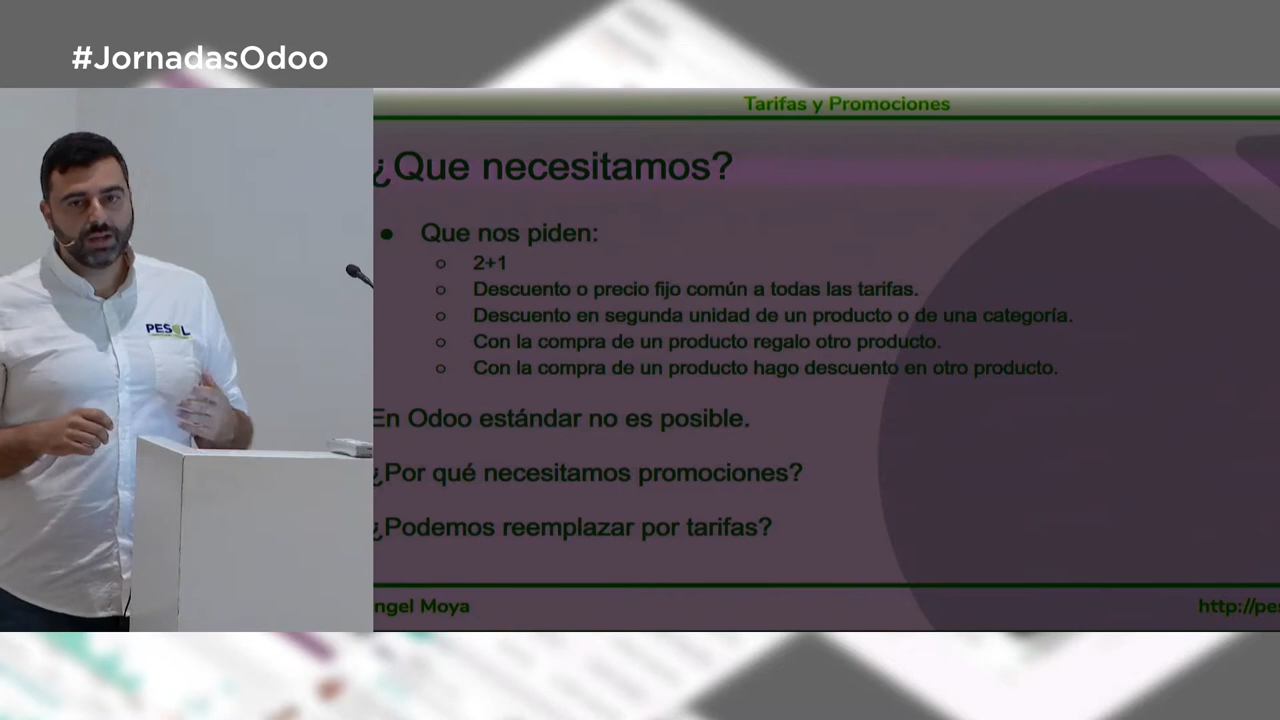 #JornadasOdoo
Tarifas y Promociones
¿Que necesitamos?
Que nos piden:
2+1
Descuento o precio fijo común a todas las tarifas.
Descuento en segunda unidad de un producto o de una categoría.
Con la compra de un producto regalo otro producto.
Con la compra de un producto hago descuento en otro producto.
En Odoo estándar no es posible.
¿Por qué necesitamos promociones?
¿Podemos reemplazar por tarifas?
ngel Moya
http://pes
PESOL